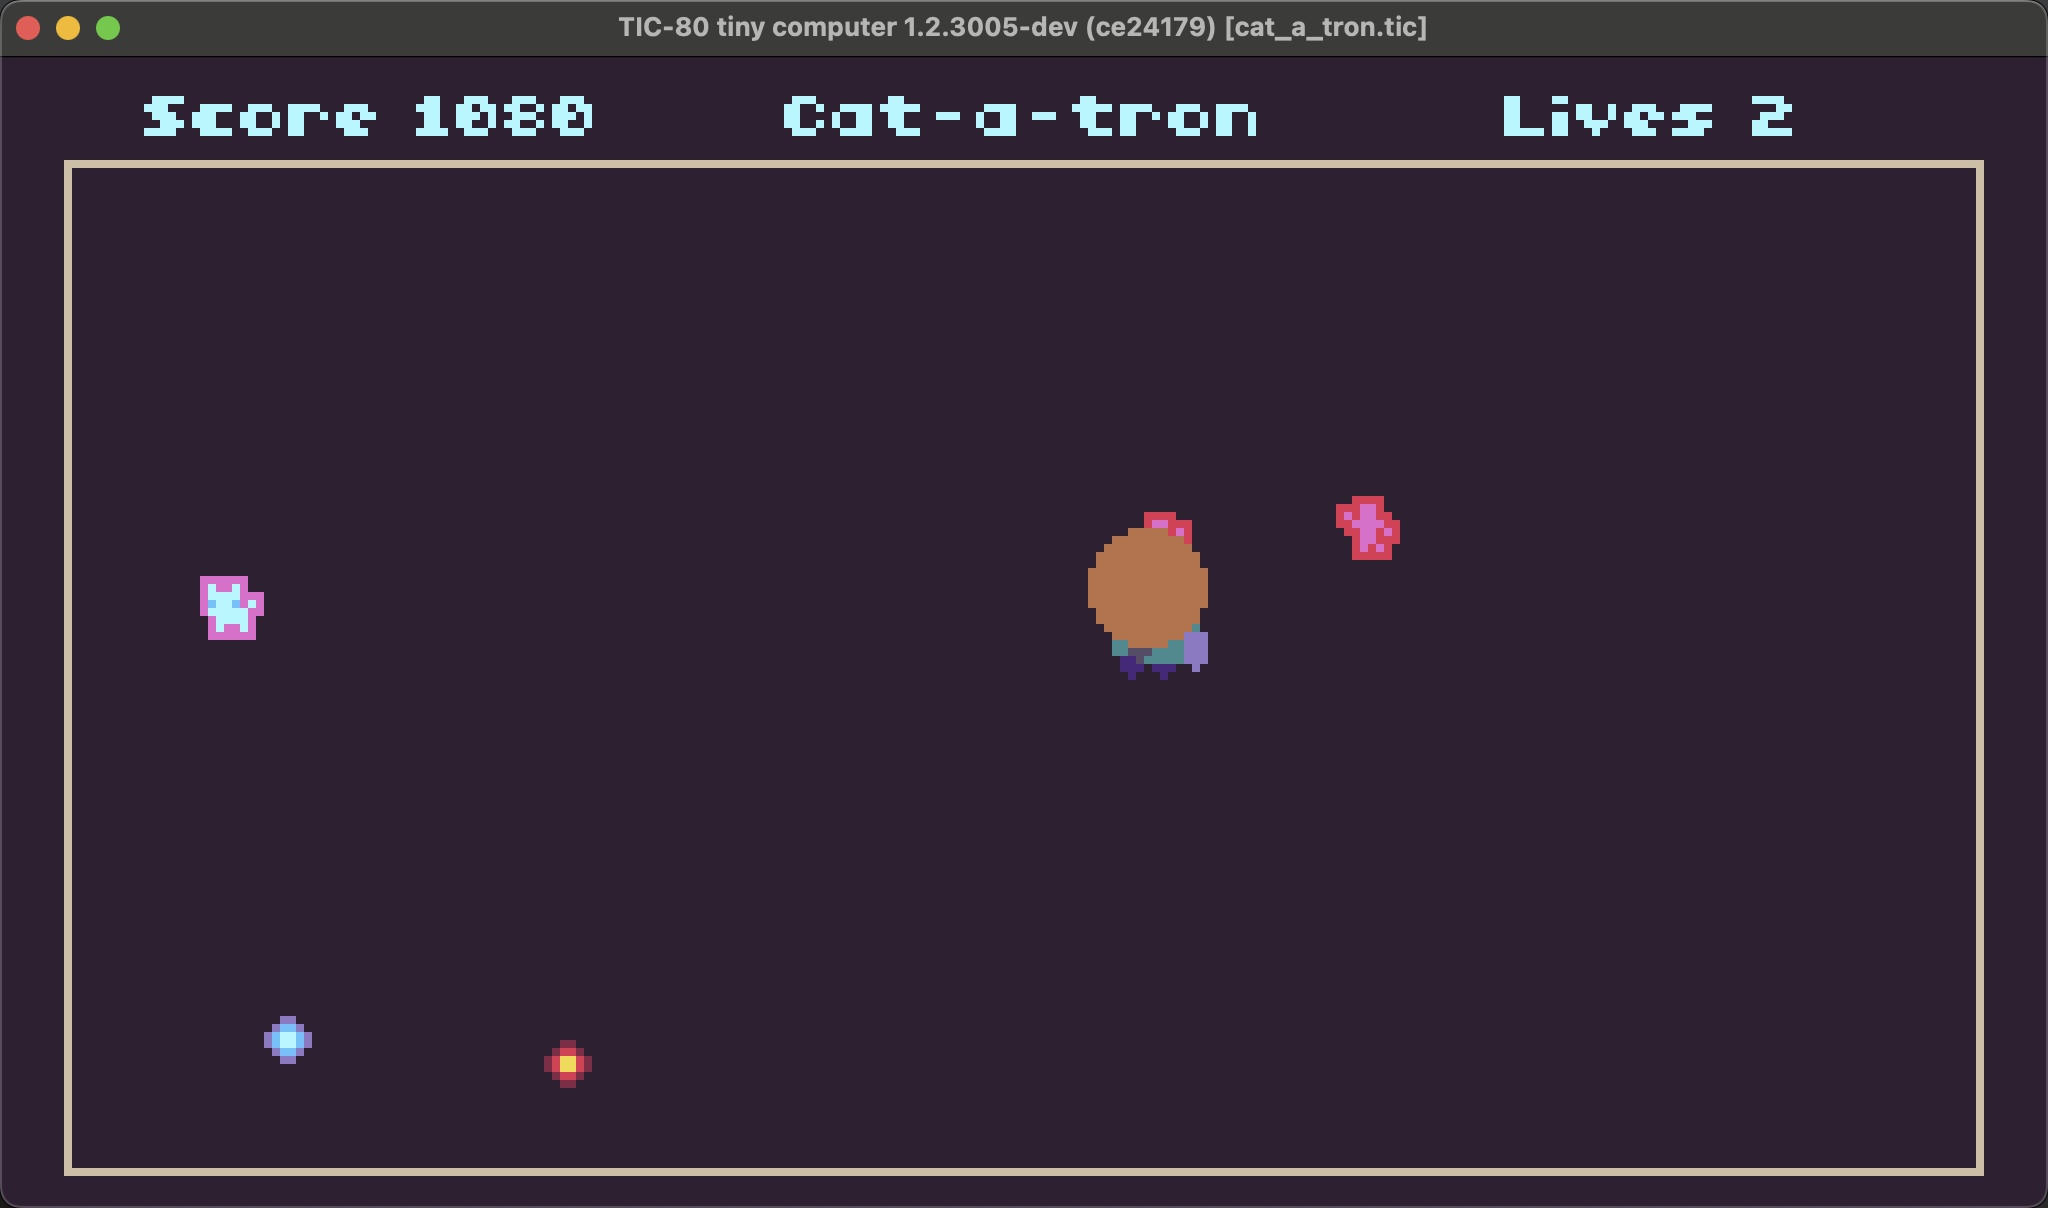 TIC-80 tiny computer 1.2.3005-dev (ce24179) [cat_a_tron.tic]
Score 1080 Cat-a-tron Lives 2